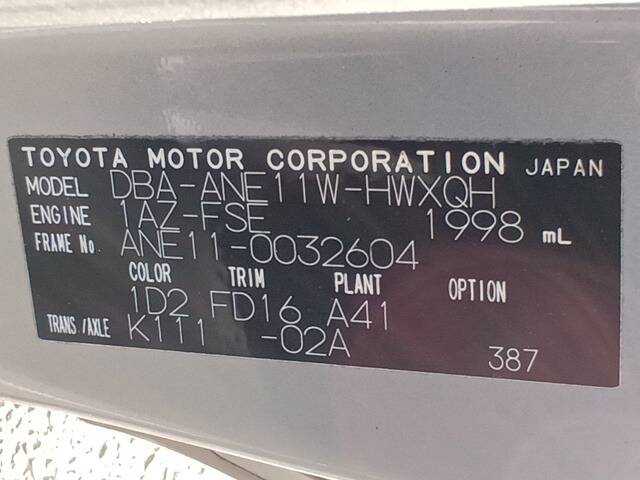 TOYOTA MOTOR CORPORATION JAPAN
MODEL DBA-ANE11W-HWXQH
ENGINE 1AZ-FSE 1998 mL
FRAME No. ANE11-0032604
COLOR TRIM PLANT OPTION
1D2 FD16 A41
TRANS./AXLE K111 -02A
387